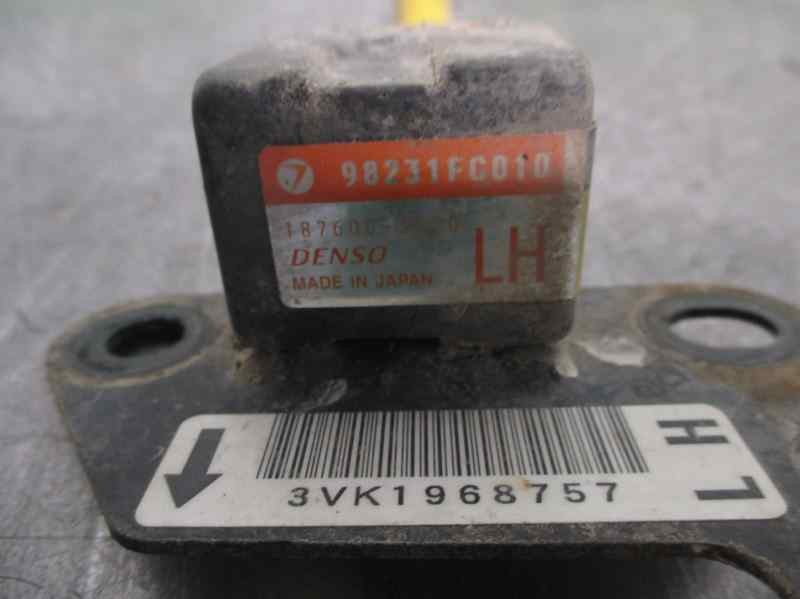 98231FC010
DENSO LH
MADE IN JAPAN
LH
3VK1968757